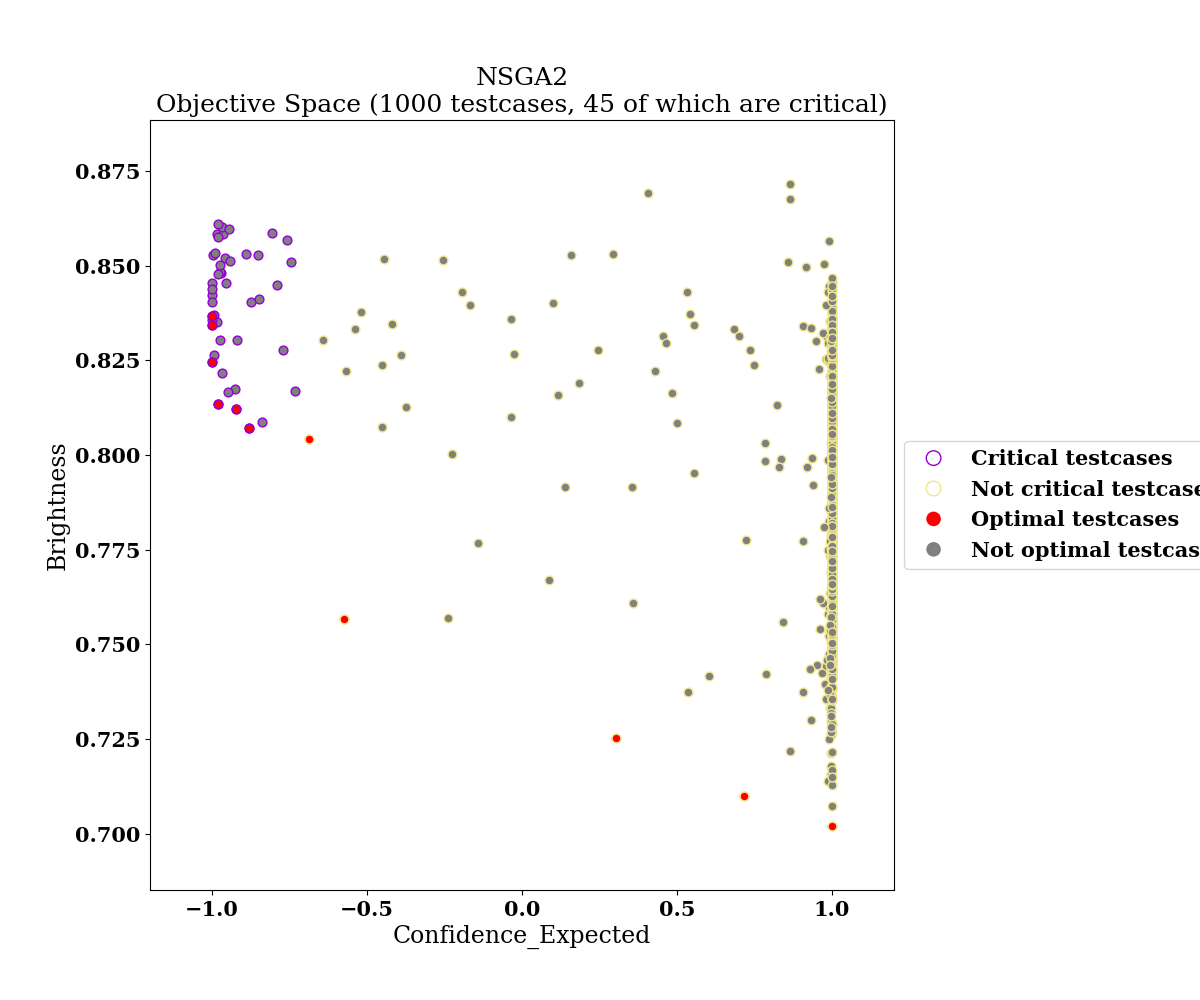 NSGA2
Objective Space (1000 testcases, 45 of which are critical)
0.875
0.850
0.825
0.800
0.775
0.750
0.725
0.700
Brightness
−1.0 −0.5 0.0 0.5 1.0
Confidence_Expected
Critical testcases
Not critical testcase
Optimal testcases
Not optimal testcas